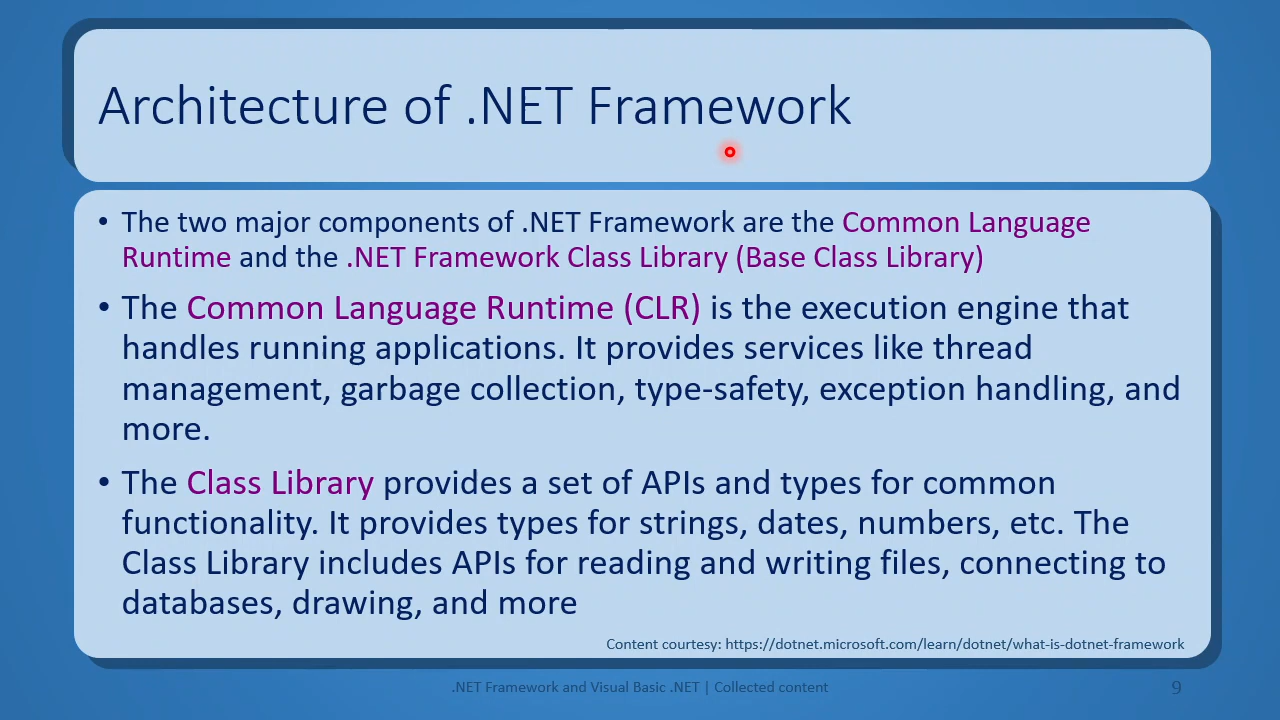 Architecture of .NET Framework
• The two major components of .NET Framework are the Common Language
Runtime and the .NET Framework Class Library (Base Class Library)
• The Common Language Runtime (CLR) is the execution engine that
handles running applications. It provides services like thread
management, garbage collection, type-safety, exception handling, and
more.
• The Class Library provides a set of APIs and types for common
functionality. It provides types for strings, dates, numbers, etc. The
Class Library includes APIs for reading and writing files, connecting to
databases, drawing, and more
Content courtesy: https://dotnet.microsoft.com/learn/dotnet/what-is-dotnet-framework
.NET Framework and Visual Basic .NET | Collected content
9